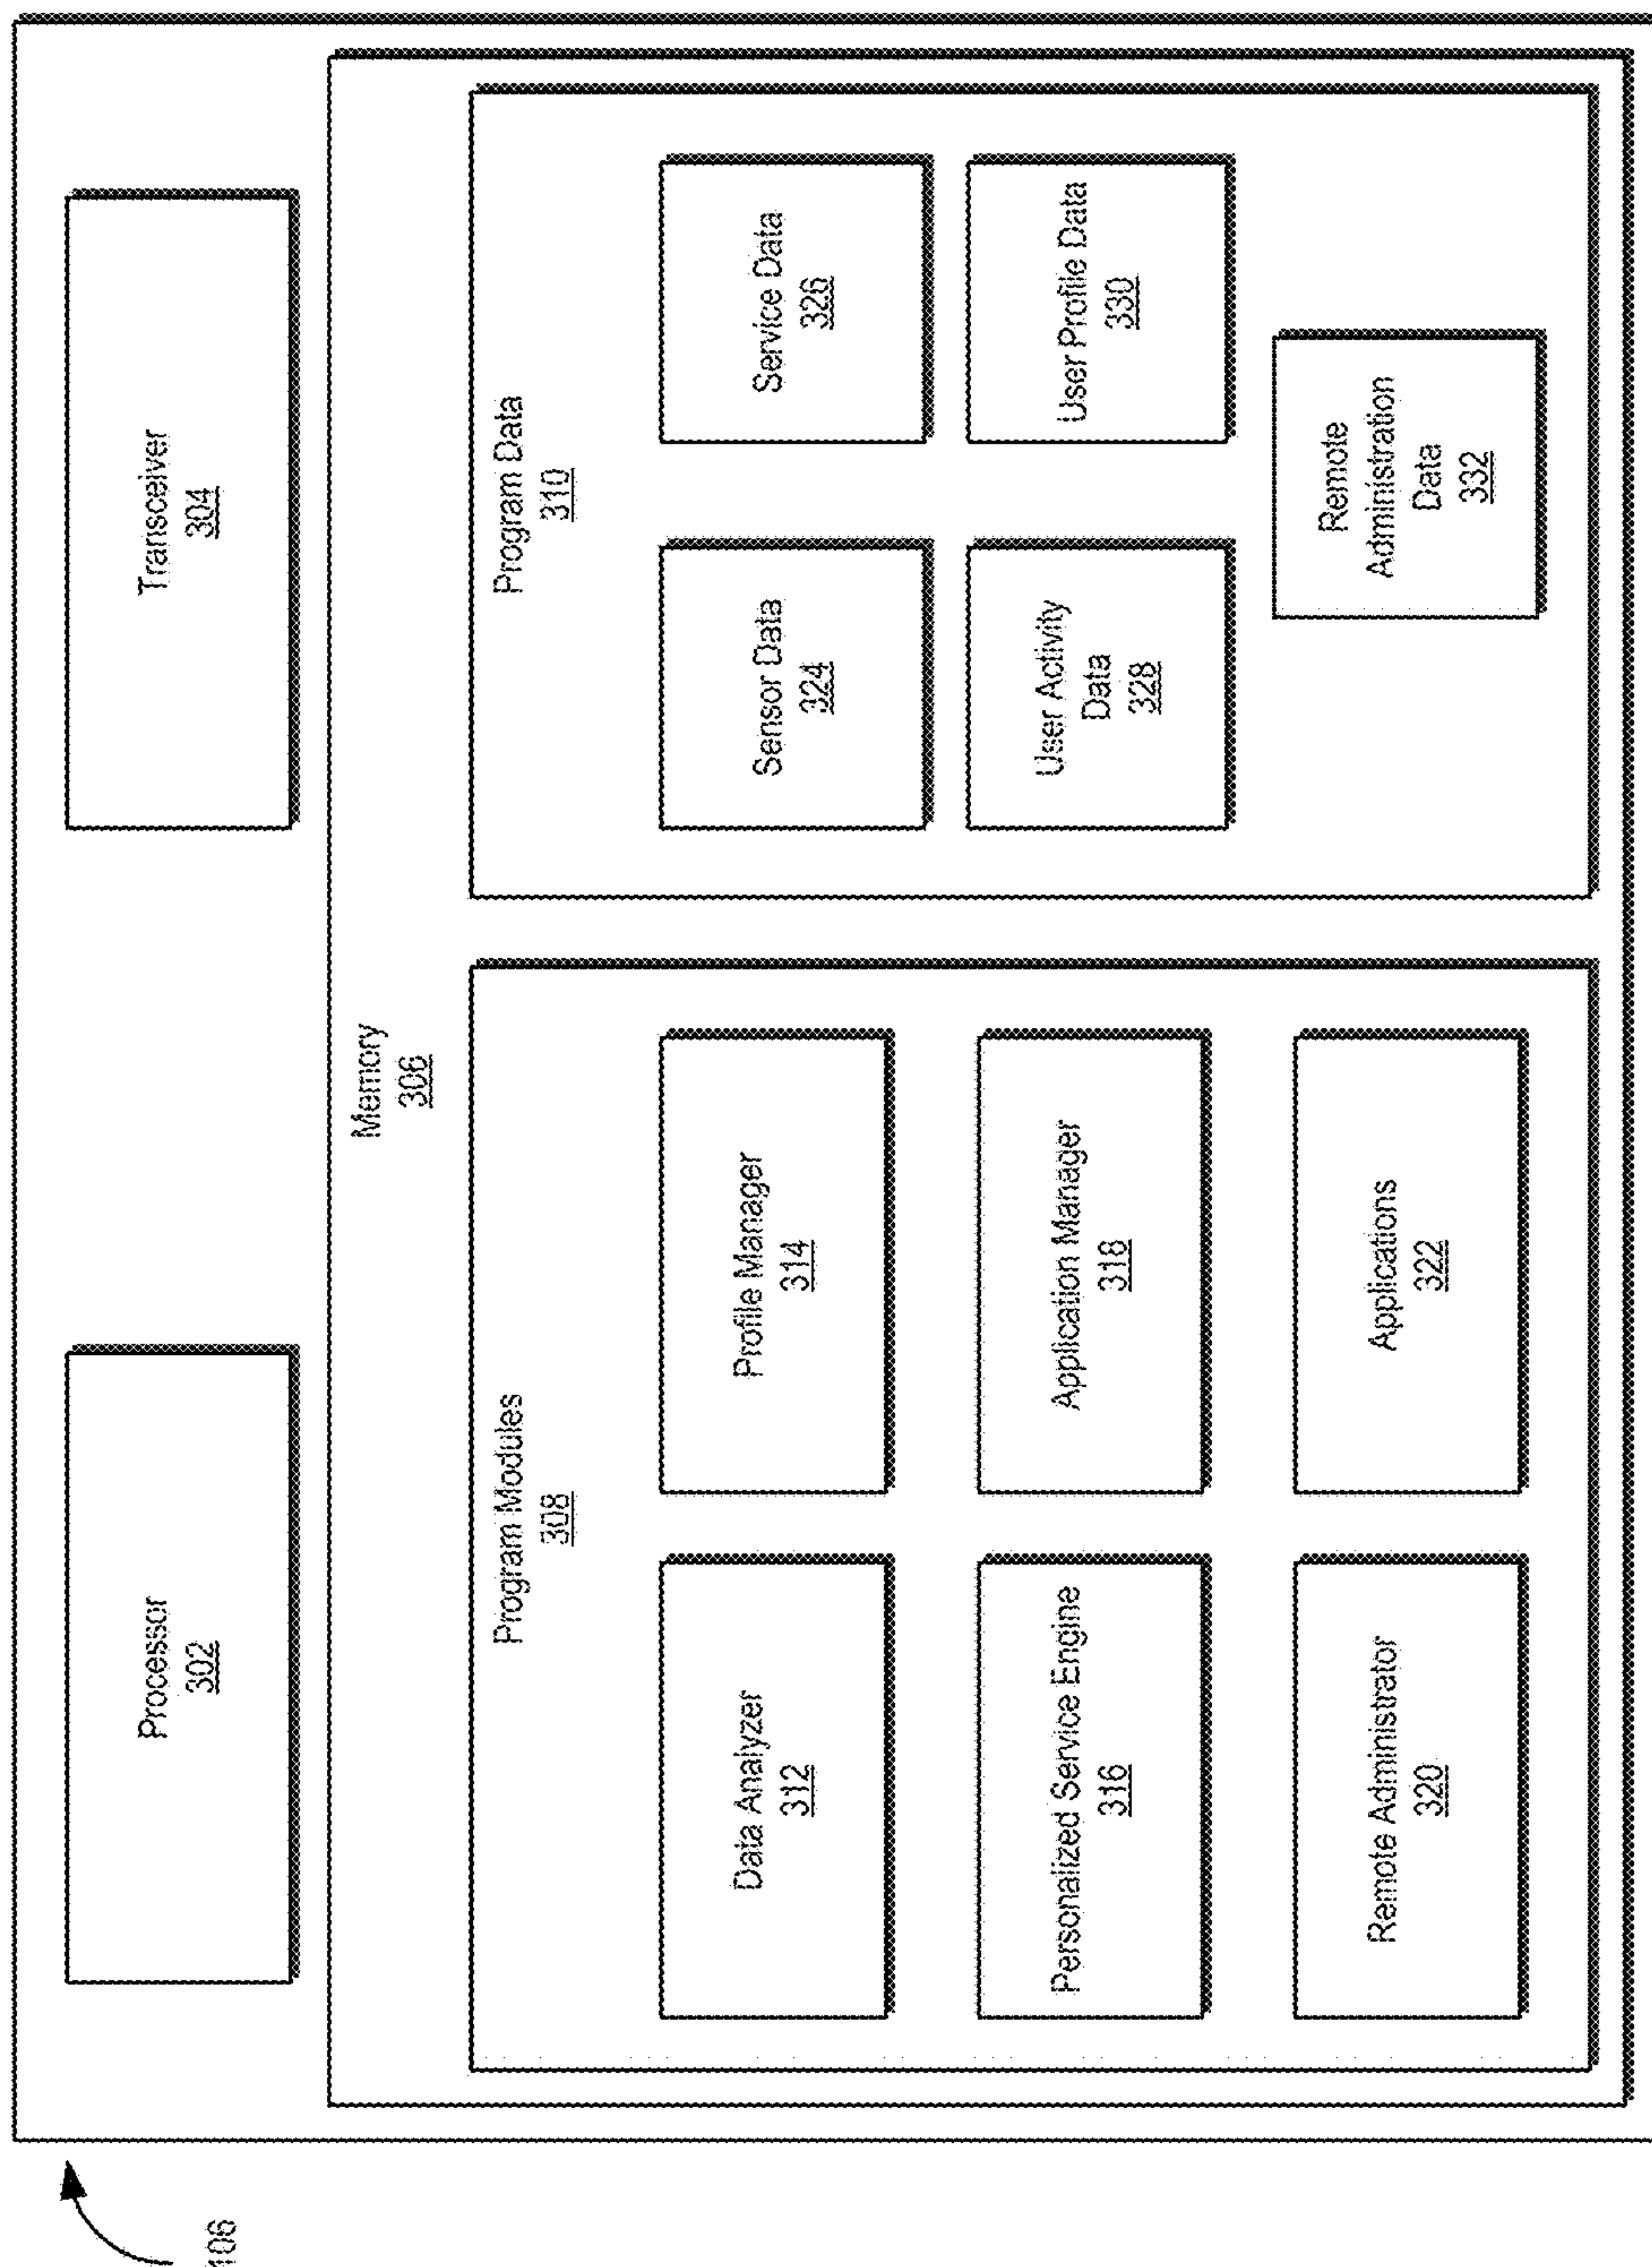 106
Processor
302
Transceiver
304
Memory
306
Program Modules
308
Data Analyzer
312
Profile Manager
314
Personalized Service Engine
316
Application Manager
318
Remote Administrator
320
Applications
322
Program Data
310
Sensor Data
324
Service Data
326
User Activity
Data
328
User Profile Data
330
Remote
Administration
Data
332